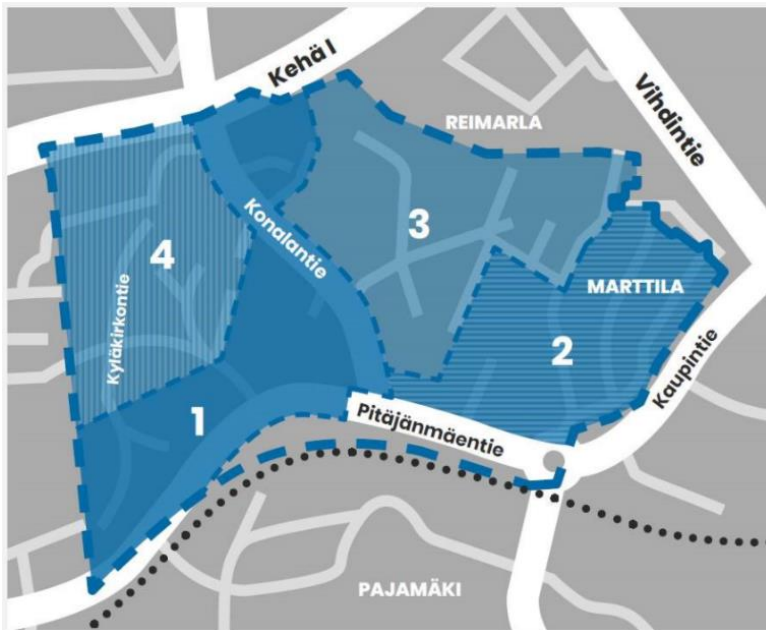 Kehä I
REIMARLA
Vihdintie
3
Konalantie
4
MARTTILA
Kyläkirkontie
2
Kaupintie
1
Pitäjänmäentie
PAJAMÄKI